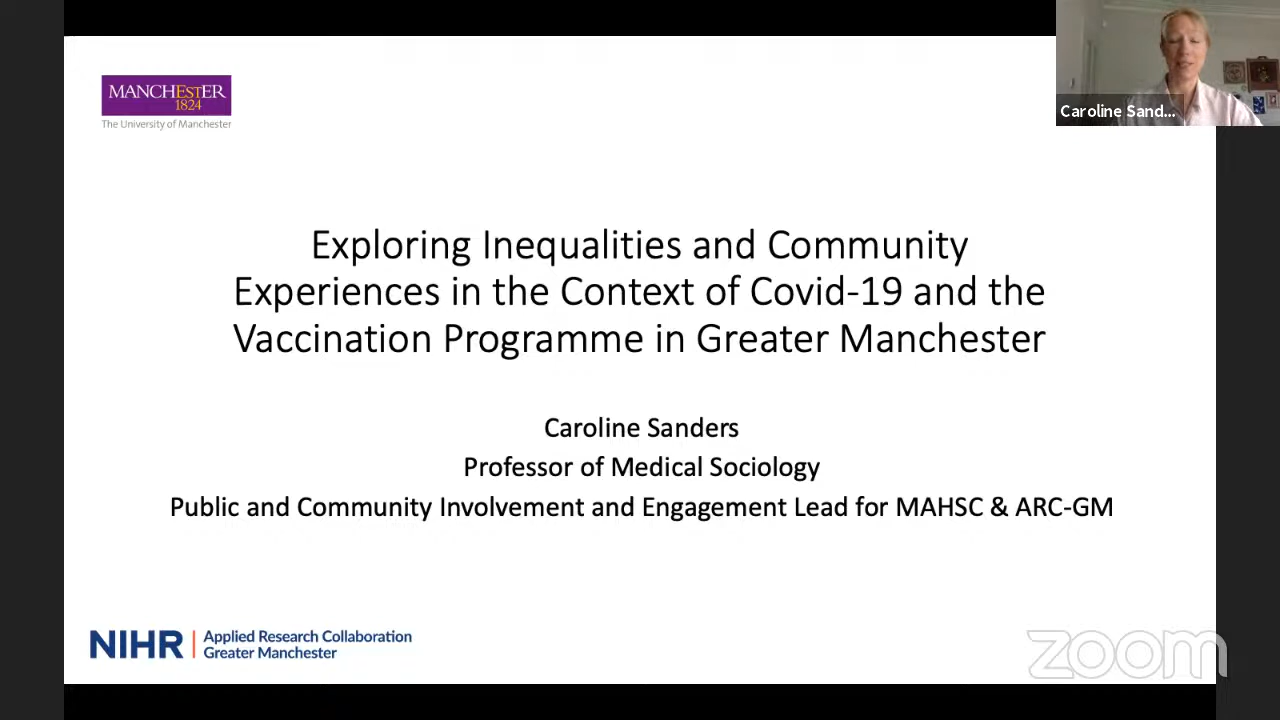 MANCHESTER
1824
The University of Manchester
Caroline Sand...
Exploring Inequalities and Community
Experiences in the Context of Covid-19 and the
Vaccination Programme in Greater Manchester
Caroline Sanders
Professor of Medical Sociology
Public and Community Involvement and Engagement Lead for MAHSC & ARC-GM
NIHR
Applied Research Collaboration
Greater Manchester
zoom